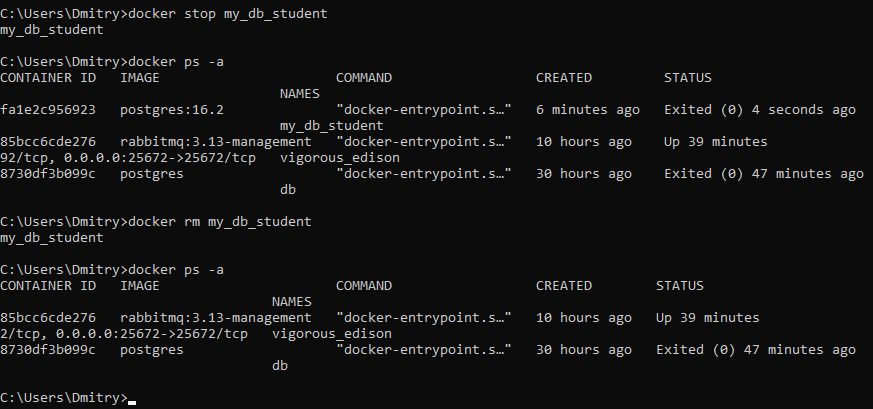 C:\Users\Dmitry>docker stop my_db_student
my_db_student
C:\Users\Dmitry>docker ps -a
CONTAINER ID   IMAGE                      COMMAND                  CREATED         STATUS
NAMES
fa1e2c956923   postgres:16.2              "docker-entrypoint.s…"   6 minutes ago   Exited (0) 4 seconds ago
my_db_student
85bcc6cde276   rabbitmq:3.13-management   "docker-entrypoint.s…"   10 hours ago    Up 39 minutes
92/tcp, 0.0.0.0:25672->25672/tcp   vigorous_edison
8730df3b099c   postgres                   "docker-entrypoint.s…"   30 hours ago    Exited (0) 47 minutes ago
db
C:\Users\Dmitry>docker rm my_db_student
my_db_student
C:\Users\Dmitry>docker ps -a
CONTAINER ID   IMAGE                      COMMAND                  CREATED        STATUS
NAMES
85bcc6cde276   rabbitmq:3.13-management   "docker-entrypoint.s…"   10 hours ago   Up 39 minutes
2/tcp, 0.0.0.0:25672->25672/tcp   vigorous_edison
8730df3b099c   postgres                   "docker-entrypoint.s…"   30 hours ago   Exited (0) 47 minutes ago
db
C:\Users\Dmitry>